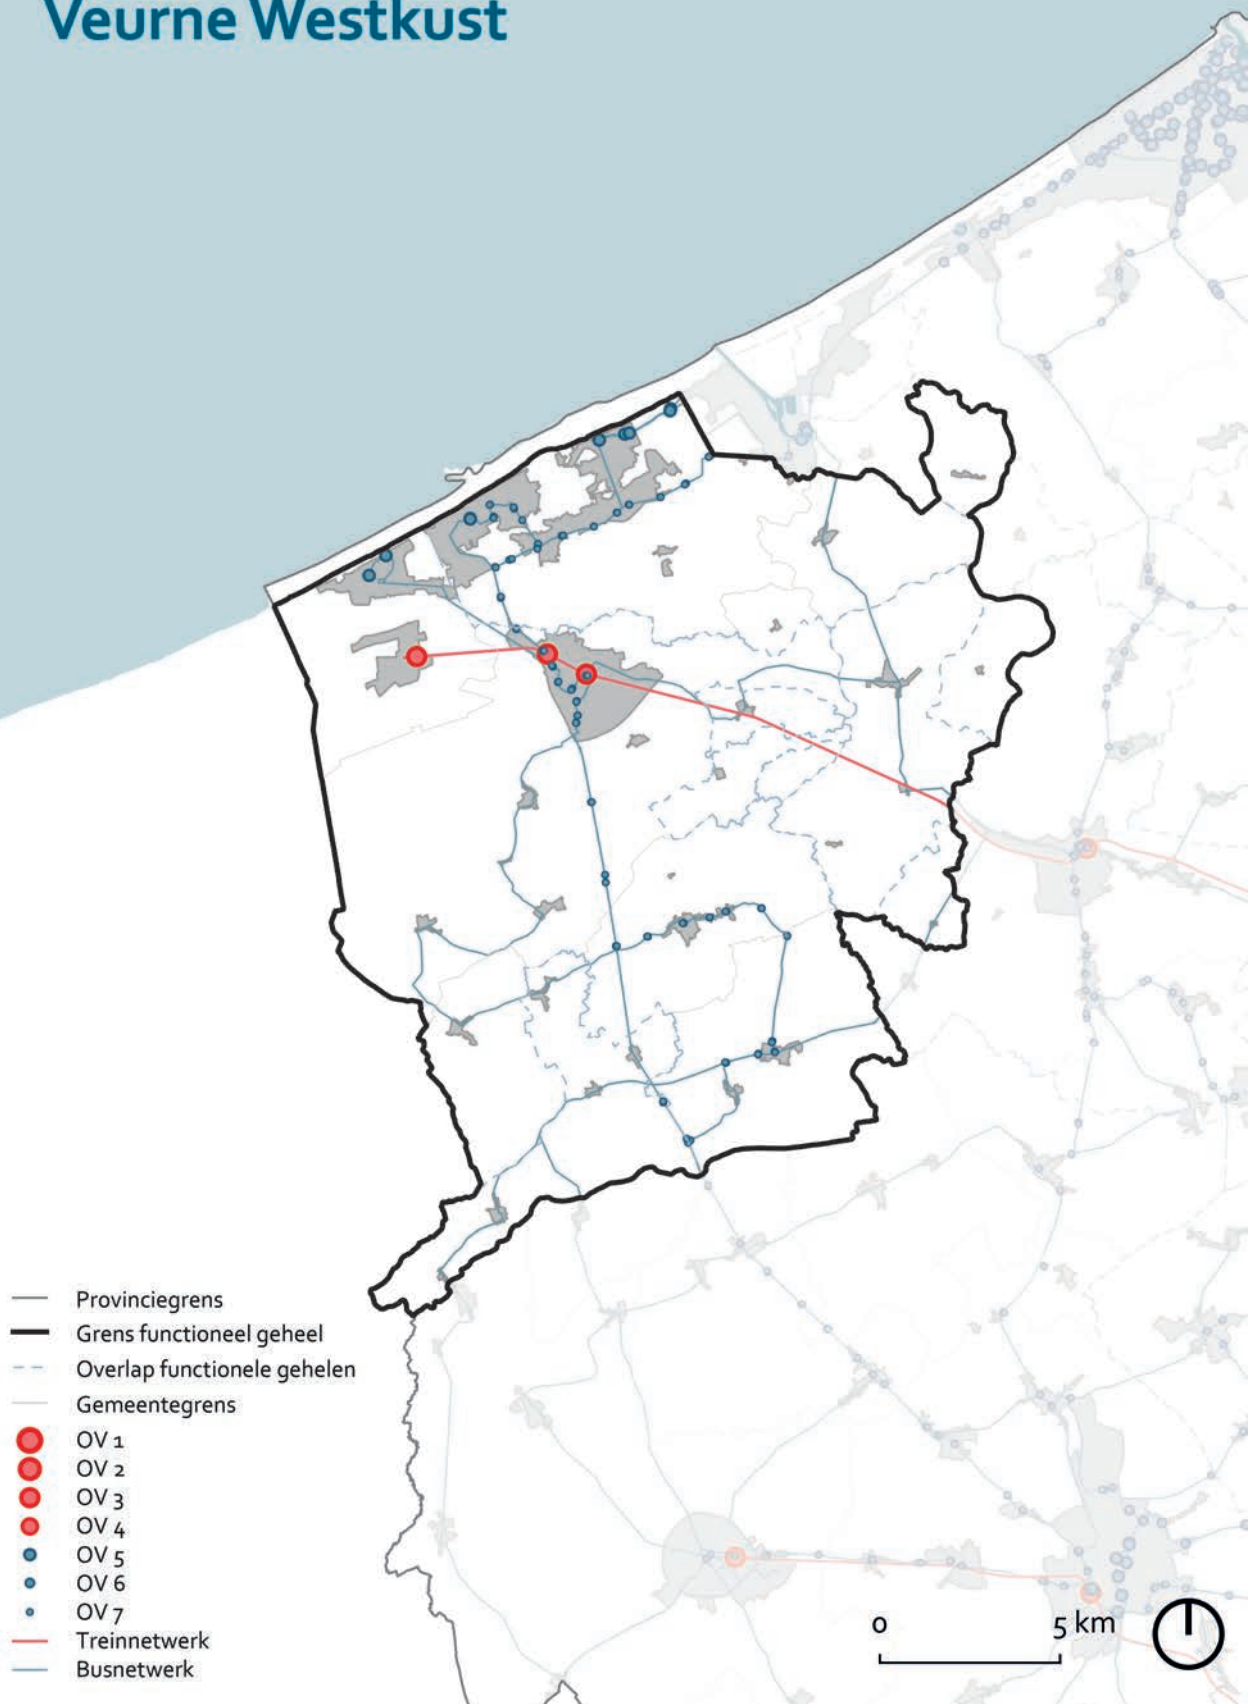 Veurne Westkust
Provinciegrens
Grens functioneel geheel
Overlap functionele gehelen
Gemeentegrens
OV 1
OV 2
OV 3
OV 4
OV 5
OV 6
OV 7
Treinnetwerk
Busnetwerk
0 5 km